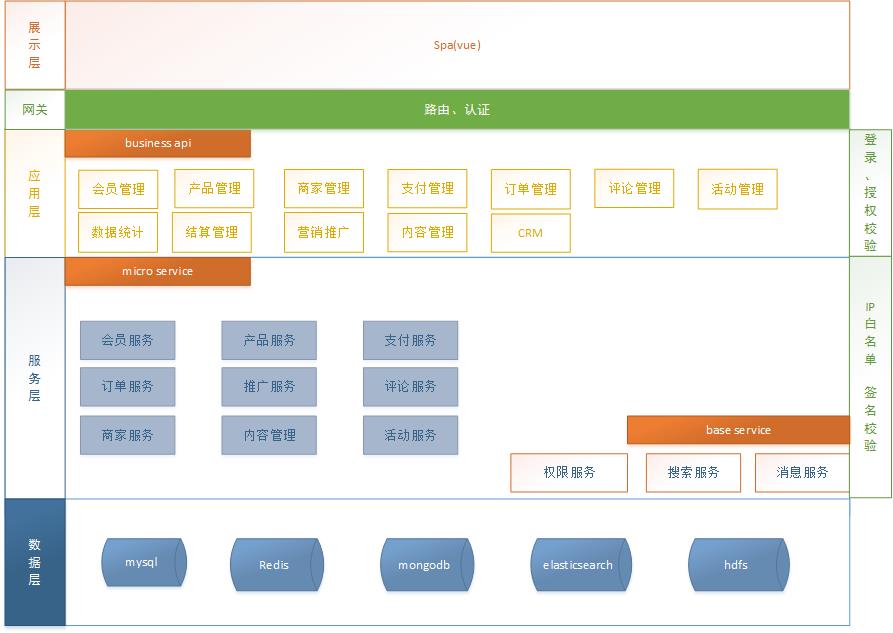 展示层
Spa(vue)
网关
路由、认证
应用层
business api
会员管理
产品管理
商家管理
支付管理
订单管理
评论管理
活动管理
数据统计
结算管理
营销推广
内容管理
CRM
登录、授权校验
服务层
micro service
会员服务
产品服务
支付服务
订单服务
推广服务
评论服务
商家服务
内容管理
活动服务
base service
权限服务
搜索服务
消息服务
IP白名单 签名校验
数据层
mysql
Redis
mongodb
elasticsearch
hdfs